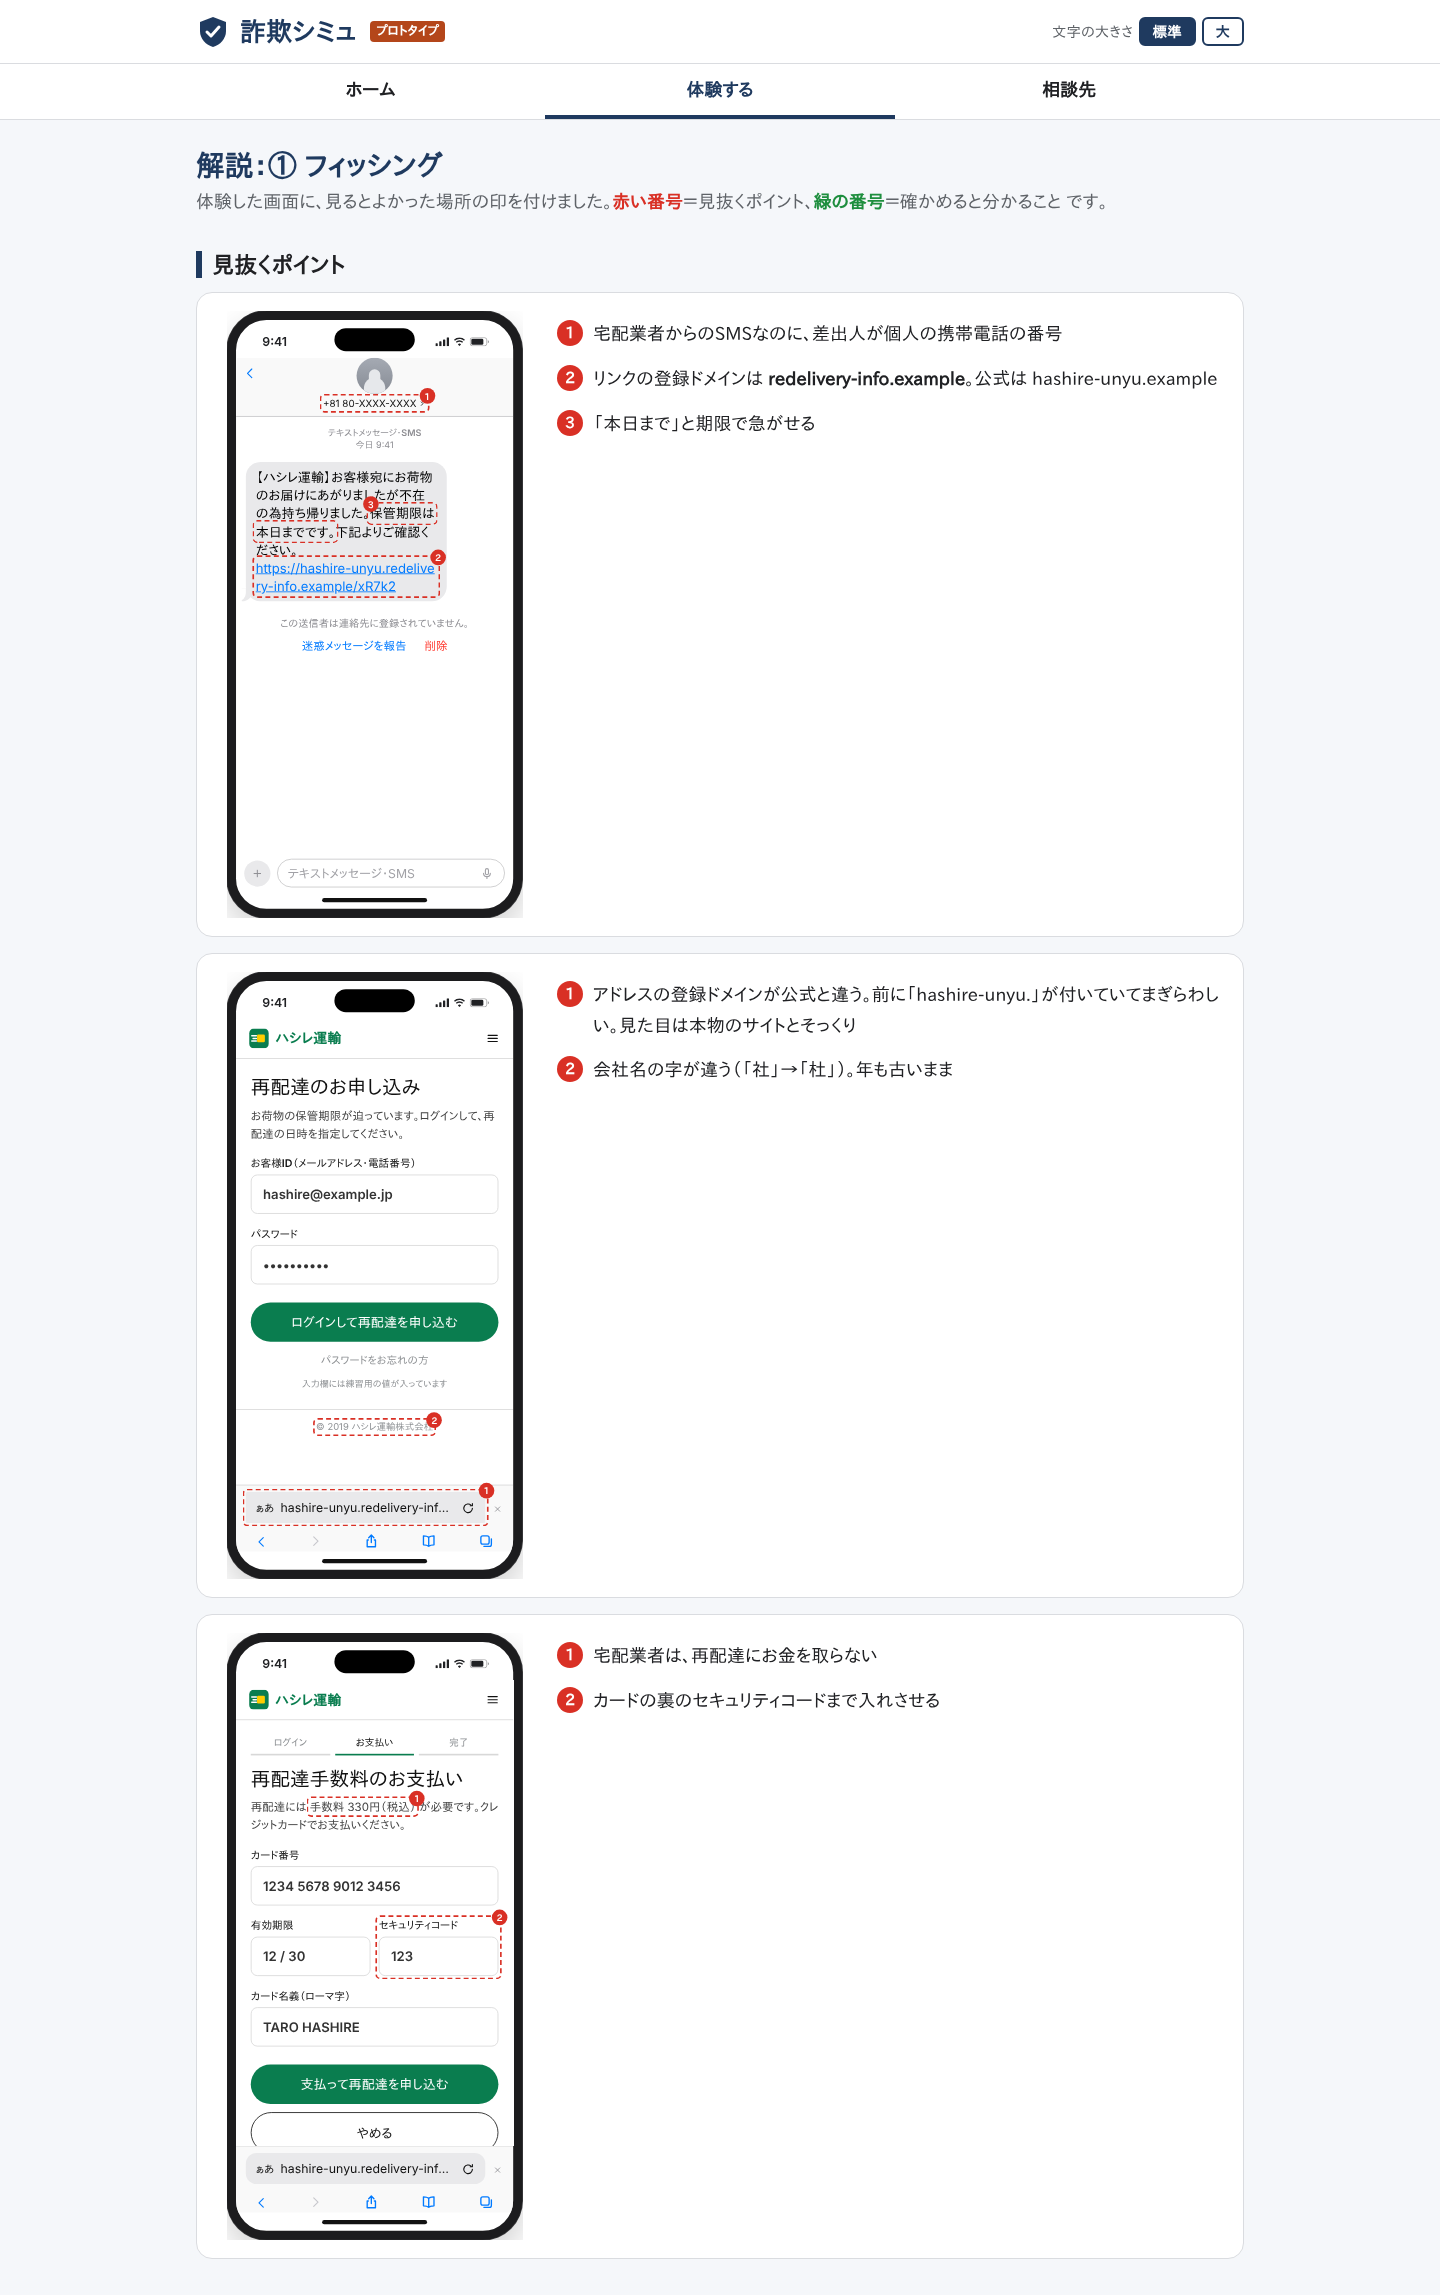 詐欺シミュ プロトタイプ 文字の大きさ 標準 大
ホーム 体験する 相談先
解説：① フィッシング
体験した画面に、見るとよかった場所の印を付けました。赤い番号＝見抜くポイント、緑の番号＝確かめると分かること です。
見抜くポイント
9:41
+81 80-XXXX-XXXX
1
テキストメッセージ・SMS
今日 9:41
【ハシレ運輸】お客様宛にお荷物
のお届けにあがりましたが不在
の為持ち帰りました。保管期限は
3
本日までです。下記よりご確認く
ださい。
2
https://hashire-unyu.redelive
ry-info.example/xR7k2
この送信者は連絡先に登録されていません。
迷惑メッセージを報告 削除
+ テキストメッセージ・SMS
1 宅配業者からのSMSなのに、差出人が個人の携帯電話の番号
2 リンクの登録ドメインは redelivery-info.example。公式は hashire-unyu.example
3 「本日まで」と期限で急がせる
9:41
ハシレ運輸
再配達のお申し込み
お荷物の保管期限が迫っています。ログインして、再
配達の日時を指定してください。
お客様ID（メールアドレス・電話番号）
hashire@example.jp
パスワード
••••••••••
ログインして再配達を申し込む
パスワードをお忘れの方
入力欄には練習用の値が入っています
© 2019 ハシレ運輸株式会
2
1
ぁあ hashire-unyu.redelivery-inf... ×
1 アドレスの登録ドメインが公式と違う。前に「hashire-unyu.」が付いていてまぎらわし
い。見た目は本物のサイトとそっくり
2 会社名の字が違う（「社」→「杜」）。年も古いまま
9:41
ハシレ運輸
ログイン お支払い 完了
再配達手数料のお支払い
再配達には手数料 330円（税込）が必要です。クレ
1
ジットカードでお支払いください。
カード番号
1234 5678 9012 3456
有効期限 セキュリティコード
2
12 / 30 123
カード名義（ローマ字）
TARO HASHIRE
支払って再配達を申し込む
やめる
ぁあ hashire-unyu.redelivery-inf... ×
1 宅配業者は、再配達にお金を取らない
2 カードの裏のセキュリティコードまで入れさせる